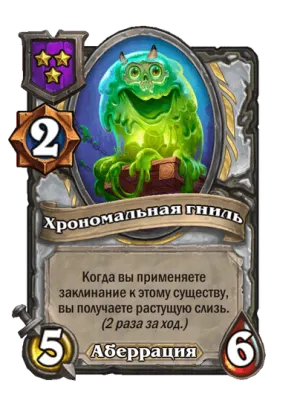 2
Хрономальная гниль
Когда вы применяете
заклинание к этому существу,
вы получаете растущую слизь.
(2 раза за ход.)
5
Аберрация
6